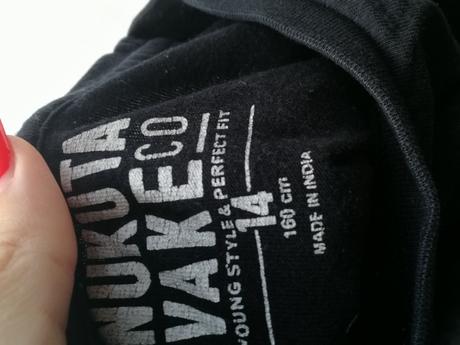 NUKUTA
VAKE CO
YOUNG STYLE & PERFECT FIT
14
160 cm
MADE IN INDIA